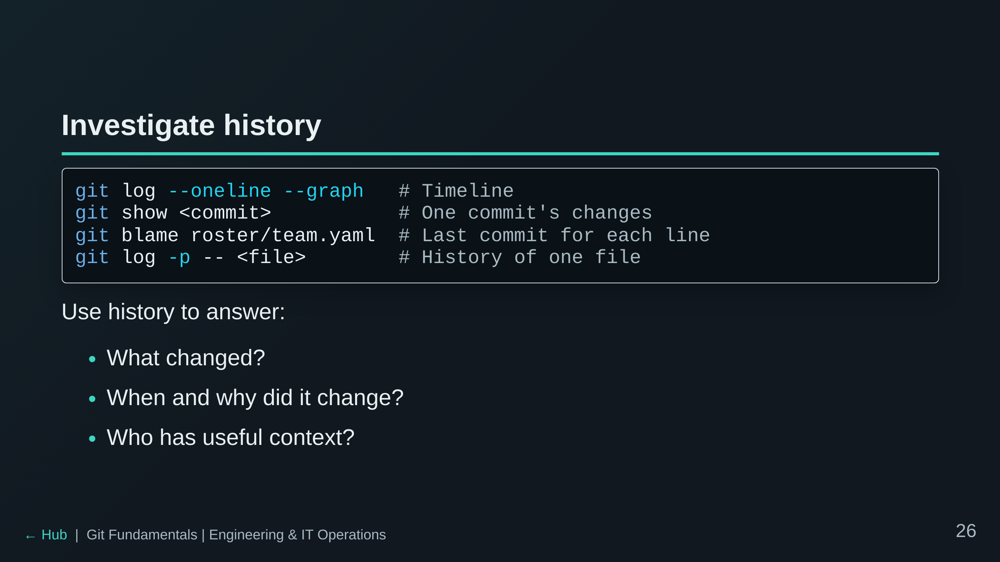 Investigate history
git log --oneline --graph   # Timeline
git show <commit>           # One commit's changes
git blame roster/team.yaml  # Last commit for each line
git log -p -- <file>        # History of one file
Use history to answer:
• What changed?
• When and why did it change?
• Who has useful context?
← Hub | Git Fundamentals | Engineering & IT Operations
26